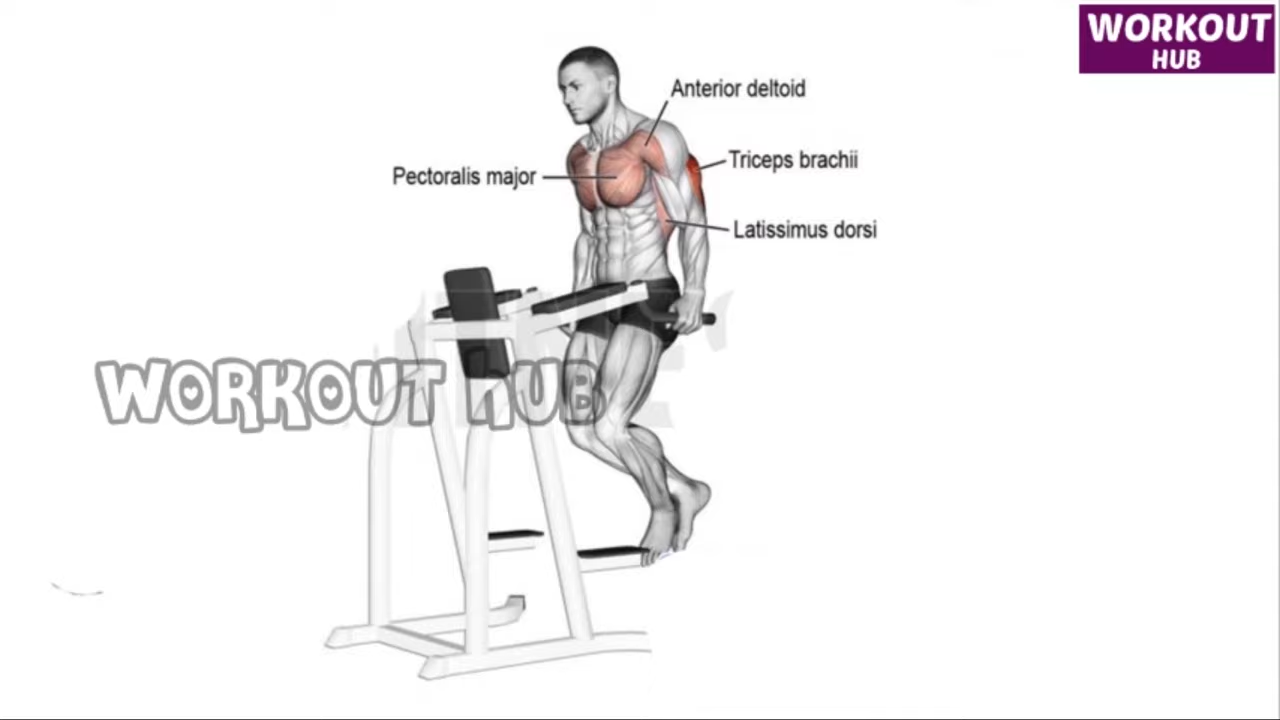 WORKOUT
HUB
Anterior deltoid
Triceps brachii
Pectoralis major
Latissimus dorsi
WORKOUT HUB